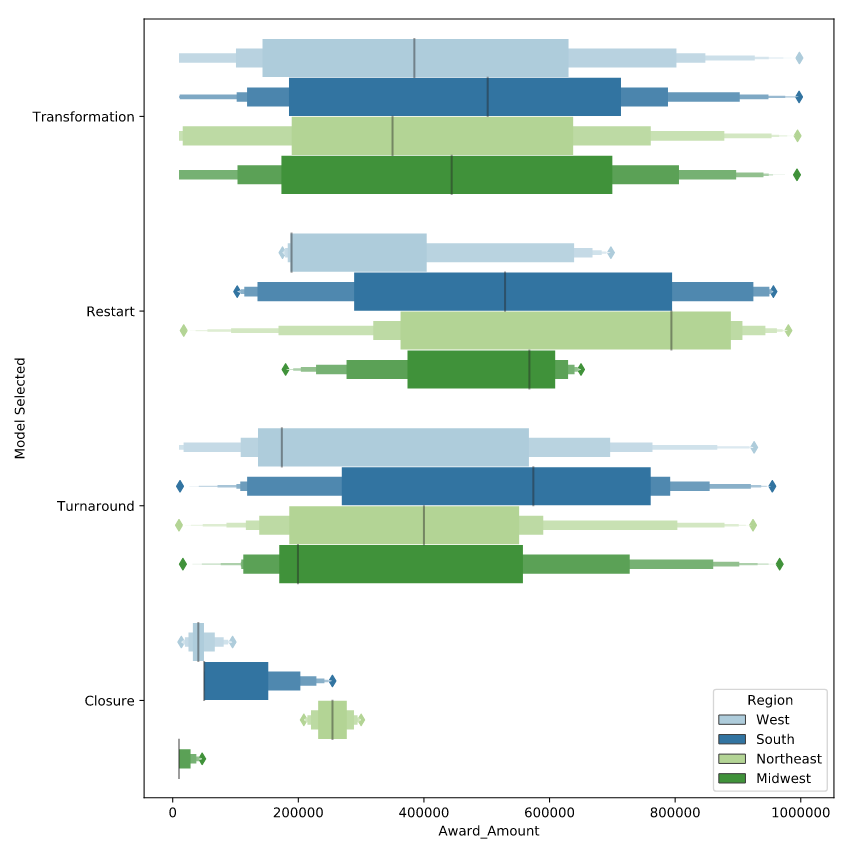 Transformation
Restart
Turnaround
Closure
Model Selected
Region
West
South
Northeast
Midwest
0 200000 400000 600000 800000 1000000
Award_Amount